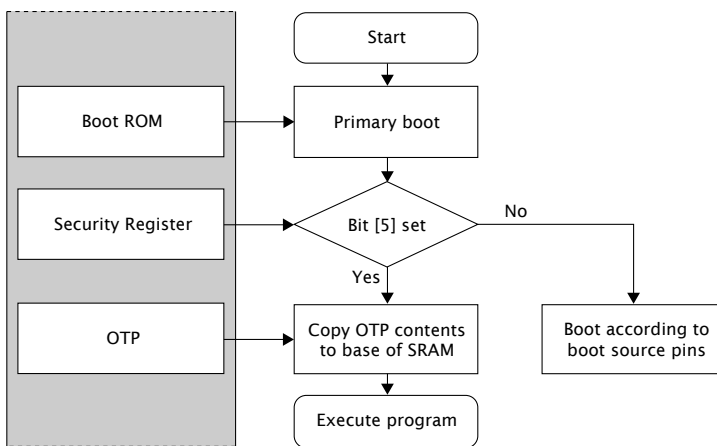 Start
Boot ROM
Primary boot
Security Register
Bit [5] set
No
Yes
OTP
Copy OTP contents
to base of SRAM
Boot according to
boot source pins
Execute program